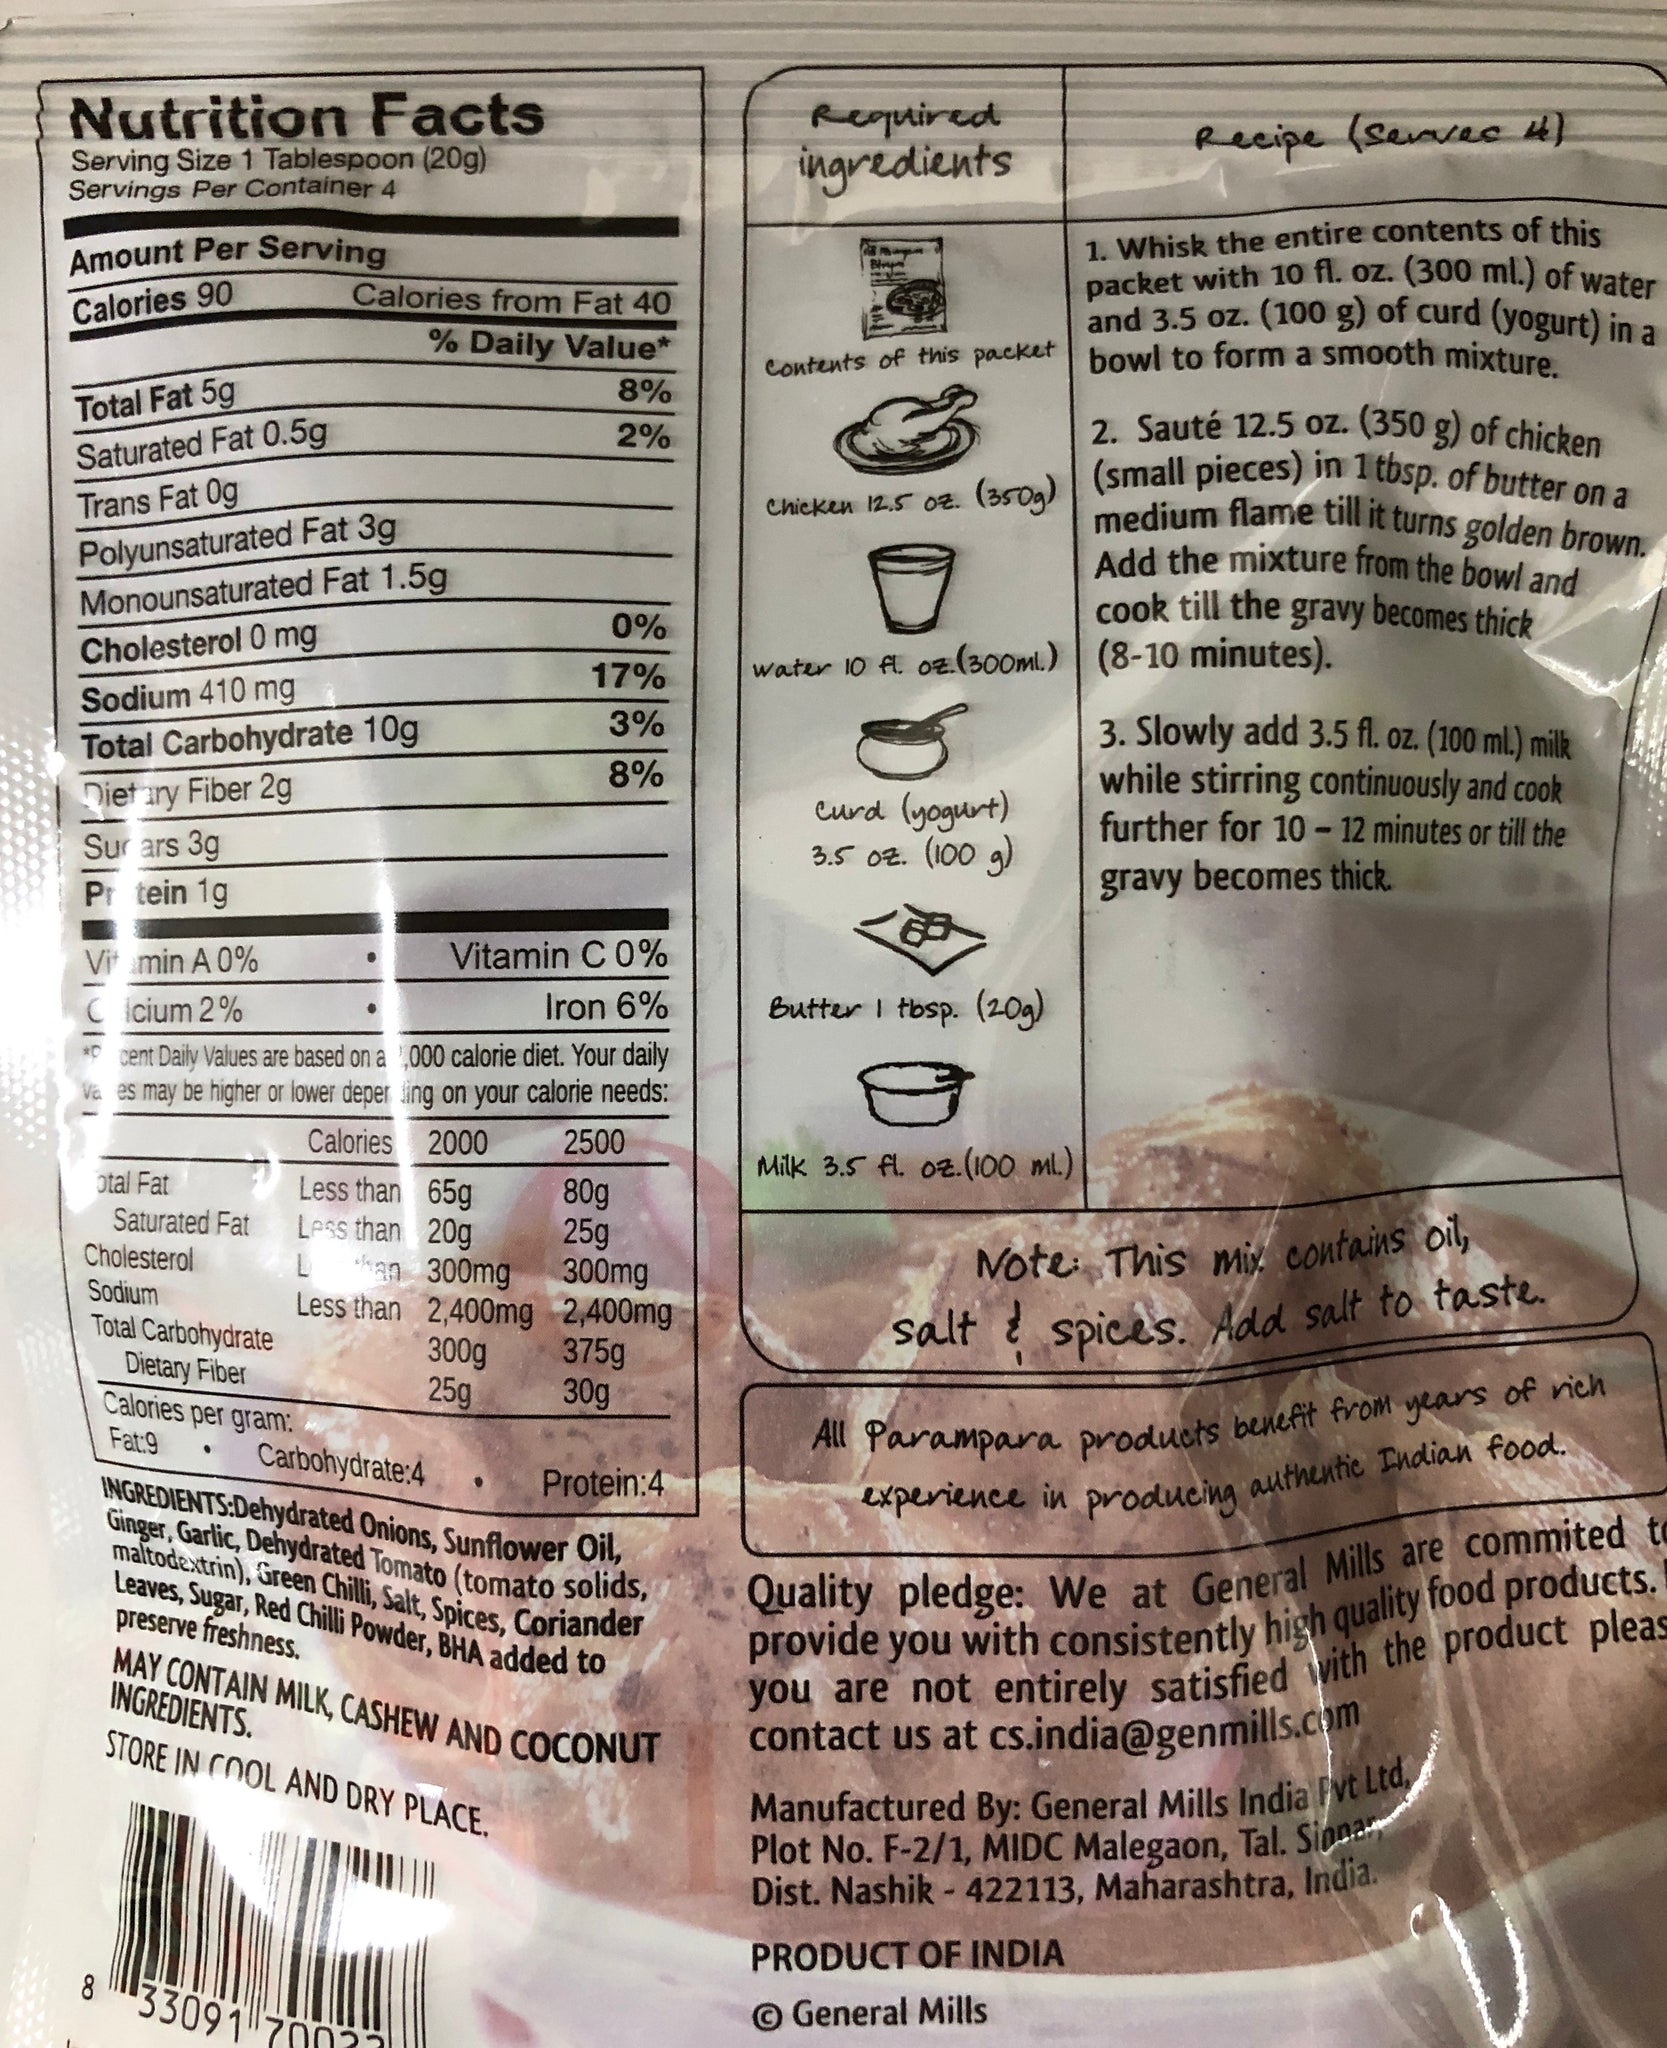 Nutrition Facts
Serving Size 1 Tablespoon (20g)
Servings Per Container 4
Amount Per Serving
Calories 90 Calories from Fat 40
% Daily Value*
Total Fat 5g 8%
Saturated Fat 0.5g 2%
Trans Fat 0g
Polyunsaturated Fat 3g
Monounsaturated Fat 1.5g
Cholesterol 0 mg 0%
Sodium 410 mg 17%
Total Carbohydrate 10g 3%
Dietary Fiber 2g 8%
Sugars 3g
Protein 1g
Vitamin A 0% • Vitamin C 0%
Calcium 2% • Iron 6%
*Percent Daily Values are based on a 2,000 calorie diet. Your daily
values may be higher or lower depending on your calorie needs:
Calories 2000 2500
Total Fat Less than 65g 80g
Saturated Fat Less than 20g 25g
Cholesterol Less than 300mg 300mg
Sodium Less than 2,400mg 2,400mg
Total Carbohydrate 300g 375g
Dietary Fiber 25g 30g
Calories per gram:
Fat:9 • Carbohydrate:4 • Protein:4
INGREDIENTS:Dehydrated Onions, Sunflower Oil,
Ginger, Garlic, Dehydrated Tomato (tomato solids,
maltodextrin), Green Chilli, Salt, Spices, Coriander
Leaves, Sugar, Red Chilli Powder, BHA added to
preserve freshness.
MAY CONTAIN MILK, CASHEW AND COCONUT
INGREDIENTS.
STORE IN COOL AND DRY PLACE.
8 33091 70022
Required
ingredients
Contents of this packet
Chicken 12.5 oz. (350g)
Water 10 fl. oz.(300ml.)
Curd (yogurt)
3.5 oz. (100 g)
Butter 1 tbsp. (20g)
Milk 3.5 fl. oz.(100 ml.)
Recipe (Serves 4)
1. Whisk the entire contents of this
packet with 10 fl. oz. (300 ml.) of water
and 3.5 oz. (100 g) of curd (yogurt) in a
bowl to form a smooth mixture.
2. Sauté 12.5 oz. (350 g) of chicken
(small pieces) in 1 tbsp. of butter on a
medium flame till it turns golden brown.
Add the mixture from the bowl and
cook till the gravy becomes thick
(8-10 minutes).
3. Slowly add 3.5 fl. oz. (100 ml.) milk
while stirring continuously and cook
further for 10 – 12 minutes or till the
gravy becomes thick.
Note: This mix contains oil,
salt & spices. Add salt to taste.
All Parampara products benefit from years of rich
experience in producing authentic Indian food.
Quality pledge: We at General Mills are commited to
provide you with consistently high quality food products.
you are not entirely satisfied with the product pleas
contact us at cs.india@genmills.com
Manufactured By: General Mills India Pvt Ltd,
Plot No. F-2/1, MIDC Malegaon, Tal. Sinnar,
Dist. Nashik - 422113, Maharashtra, India.
PRODUCT OF INDIA
© General Mills